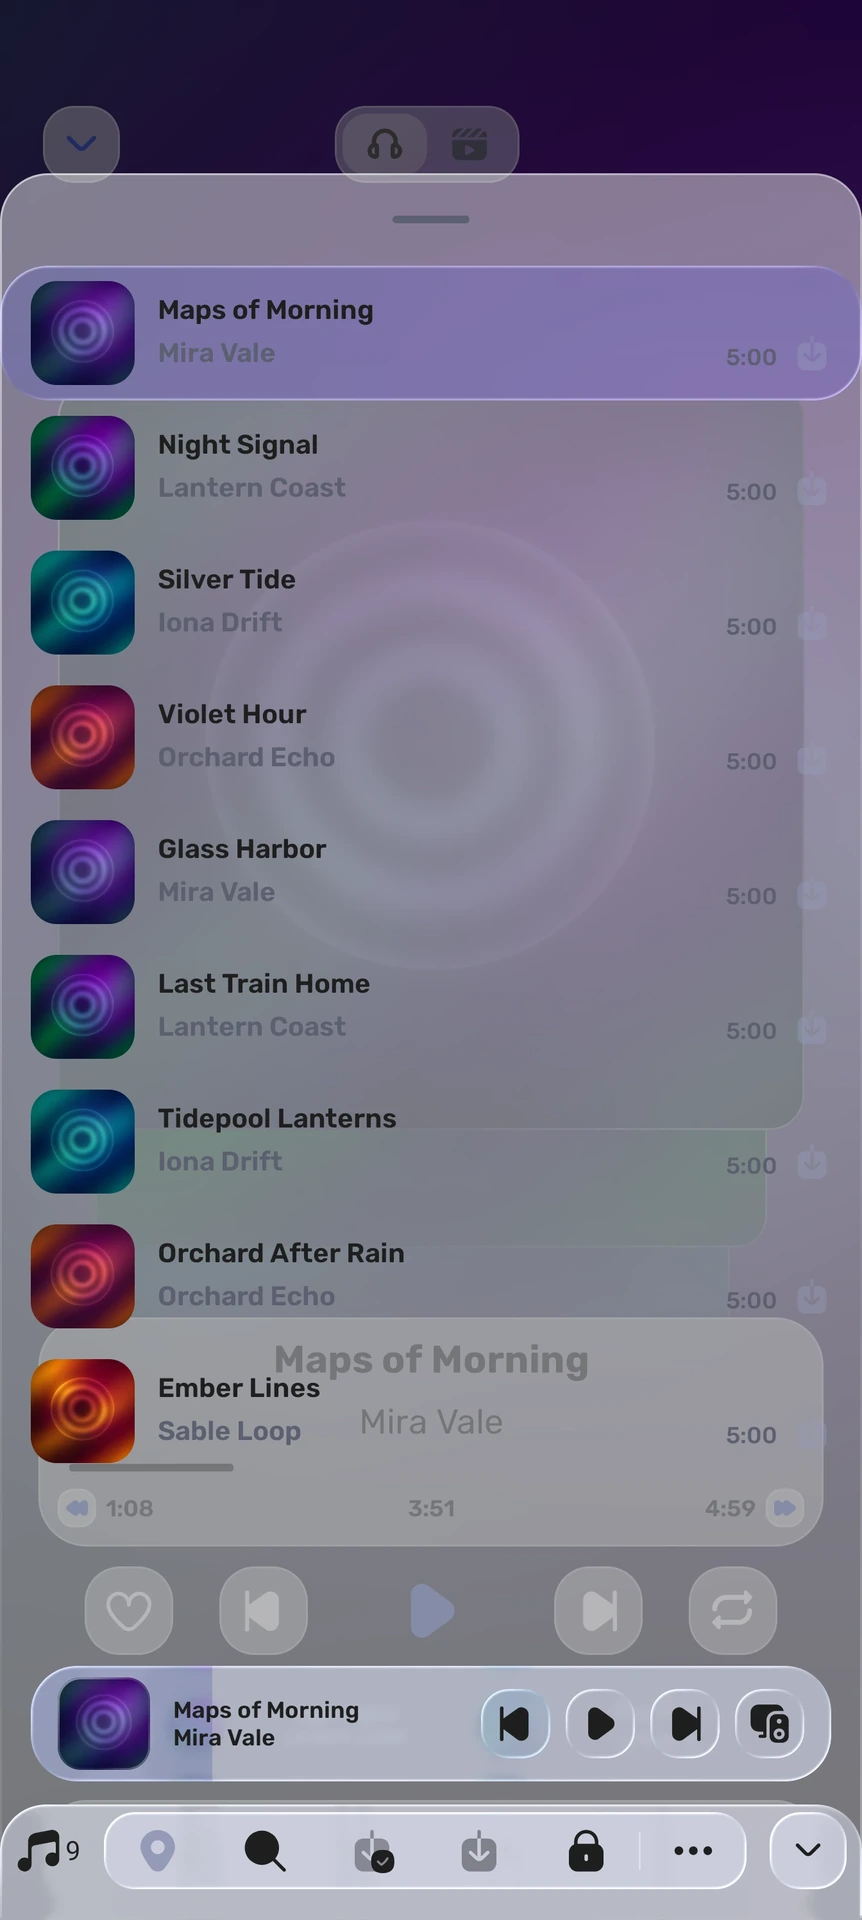 Maps of Morning
Mira Vale
5:00
Night Signal
Lantern Coast
5:00
Silver Tide
Iona Drift
5:00
Violet Hour
Orchard Echo
5:00
Glass Harbor
Mira Vale
5:00
Last Train Home
Lantern Coast
5:00
Tidepool Lanterns
Iona Drift
5:00
Orchard After Rain
Orchard Echo
5:00
Maps of Morning
Ember Lines
Mira Vale
Sable Loop
5:00
1:08 3:51 4:59
Maps of Morning
Mira Vale
9